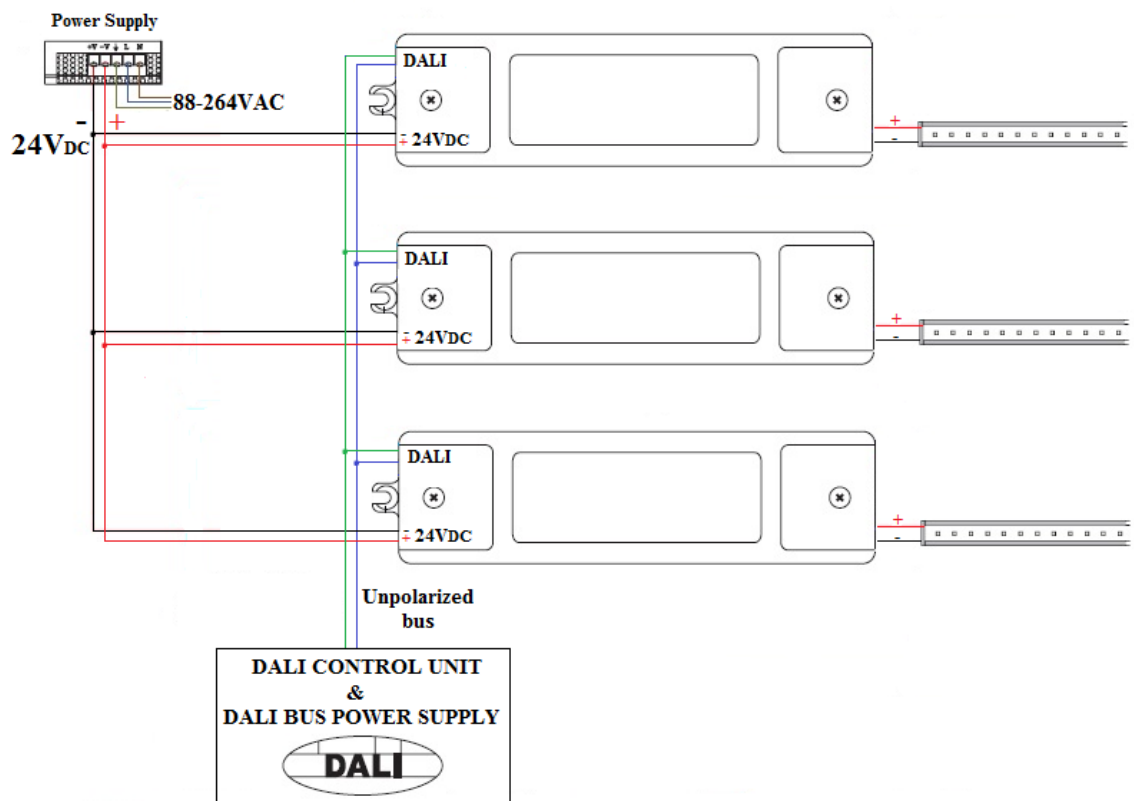 Power Supply
+V -V ⏚ L N
88-264VAC
- +
24VDC
DALI
- 24VDC
+
+
-
DALI
- 24VDC
+
+
-
DALI
- 24VDC
+
+
-
Unpolarized
bus
DALI CONTROL UNIT
&
DALI BUS POWER SUPPLY
DALI